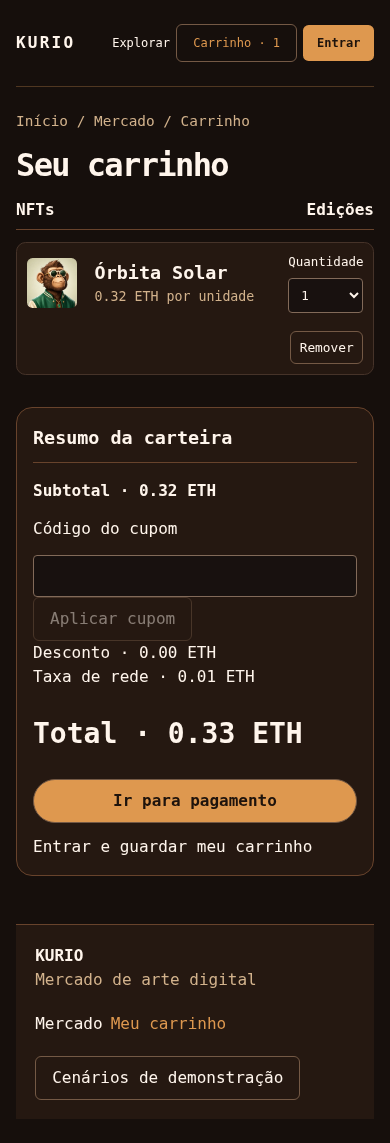 KURIO Explorar Carrinho · 1 Entrar
Início / Mercado / Carrinho
Seu carrinho
NFTs Edições
Órbita Solar
0.32 ETH por unidade
Quantidade
1
Remover
Resumo da carteira
Subtotal · 0.32 ETH
Código do cupom
Aplicar cupom
Desconto · 0.00 ETH
Taxa de rede · 0.01 ETH
Total · 0.33 ETH
Ir para pagamento
Entrar e guardar meu carrinho
KURIO
Mercado de arte digital
Mercado Meu carrinho
Cenários de demonstração